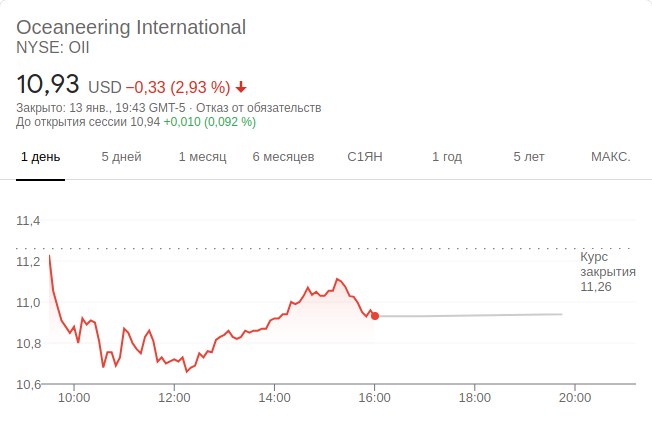 Oceaneering International
NYSE: OII
10,93 USD −0,33 (2,93 %)
Закрыто: 13 янв., 19:43 GMT-5 · Отказ от обязательств
До открытия сессии 10,94 +0,010 (0,092 %)
1 день 5 дней 1 месяц 6 месяцев С1ЯН 1 год 5 лет МАКС.
11,4
11,2
11,0
10,8
10,6
Курс
закрытия
11,26
10:00 12:00 14:00 16:00 18:00 20:00